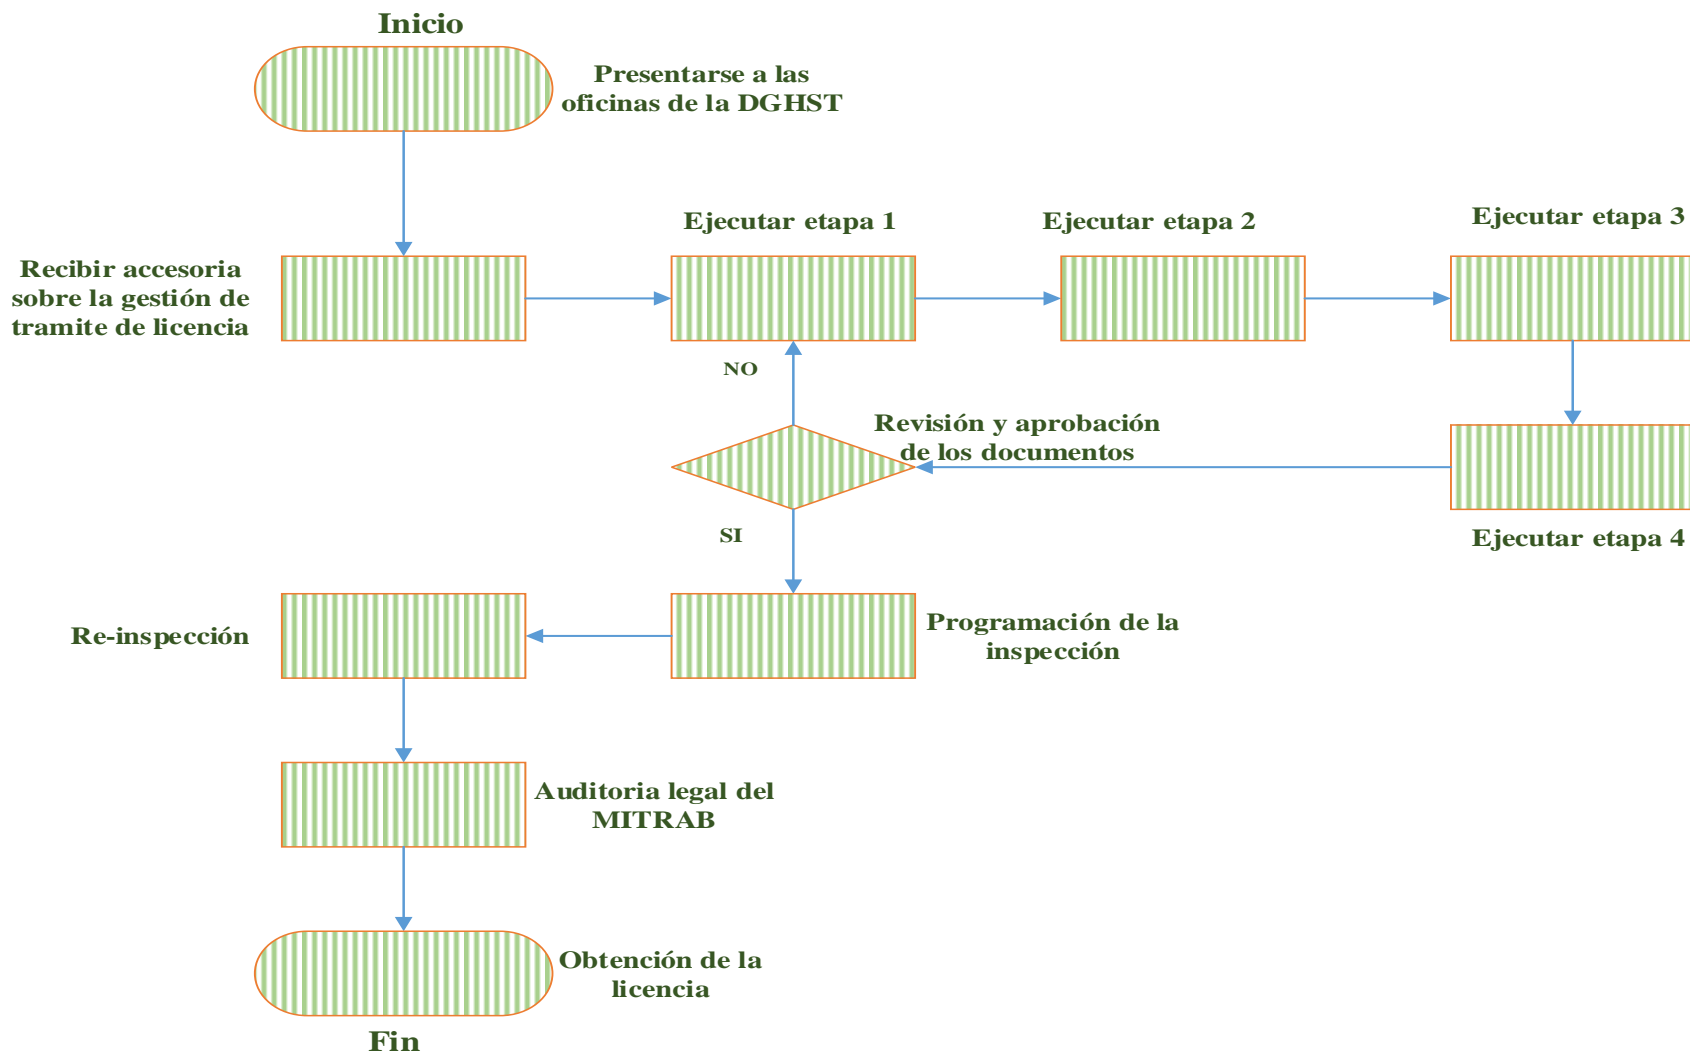 Inicio
Presentarse a las
oficinas de la DGHST
Recibir accesoria
sobre la gestión de
tramite de licencia
Ejecutar etapa 1
Ejecutar etapa 2
Ejecutar etapa 3
NO
Revisión y aprobación
de los documentos
Ejecutar etapa 4
SI
Programación de la
inspección
Re-inspección
Auditoria legal del
MITRAB
Obtención de la
licencia
Fin